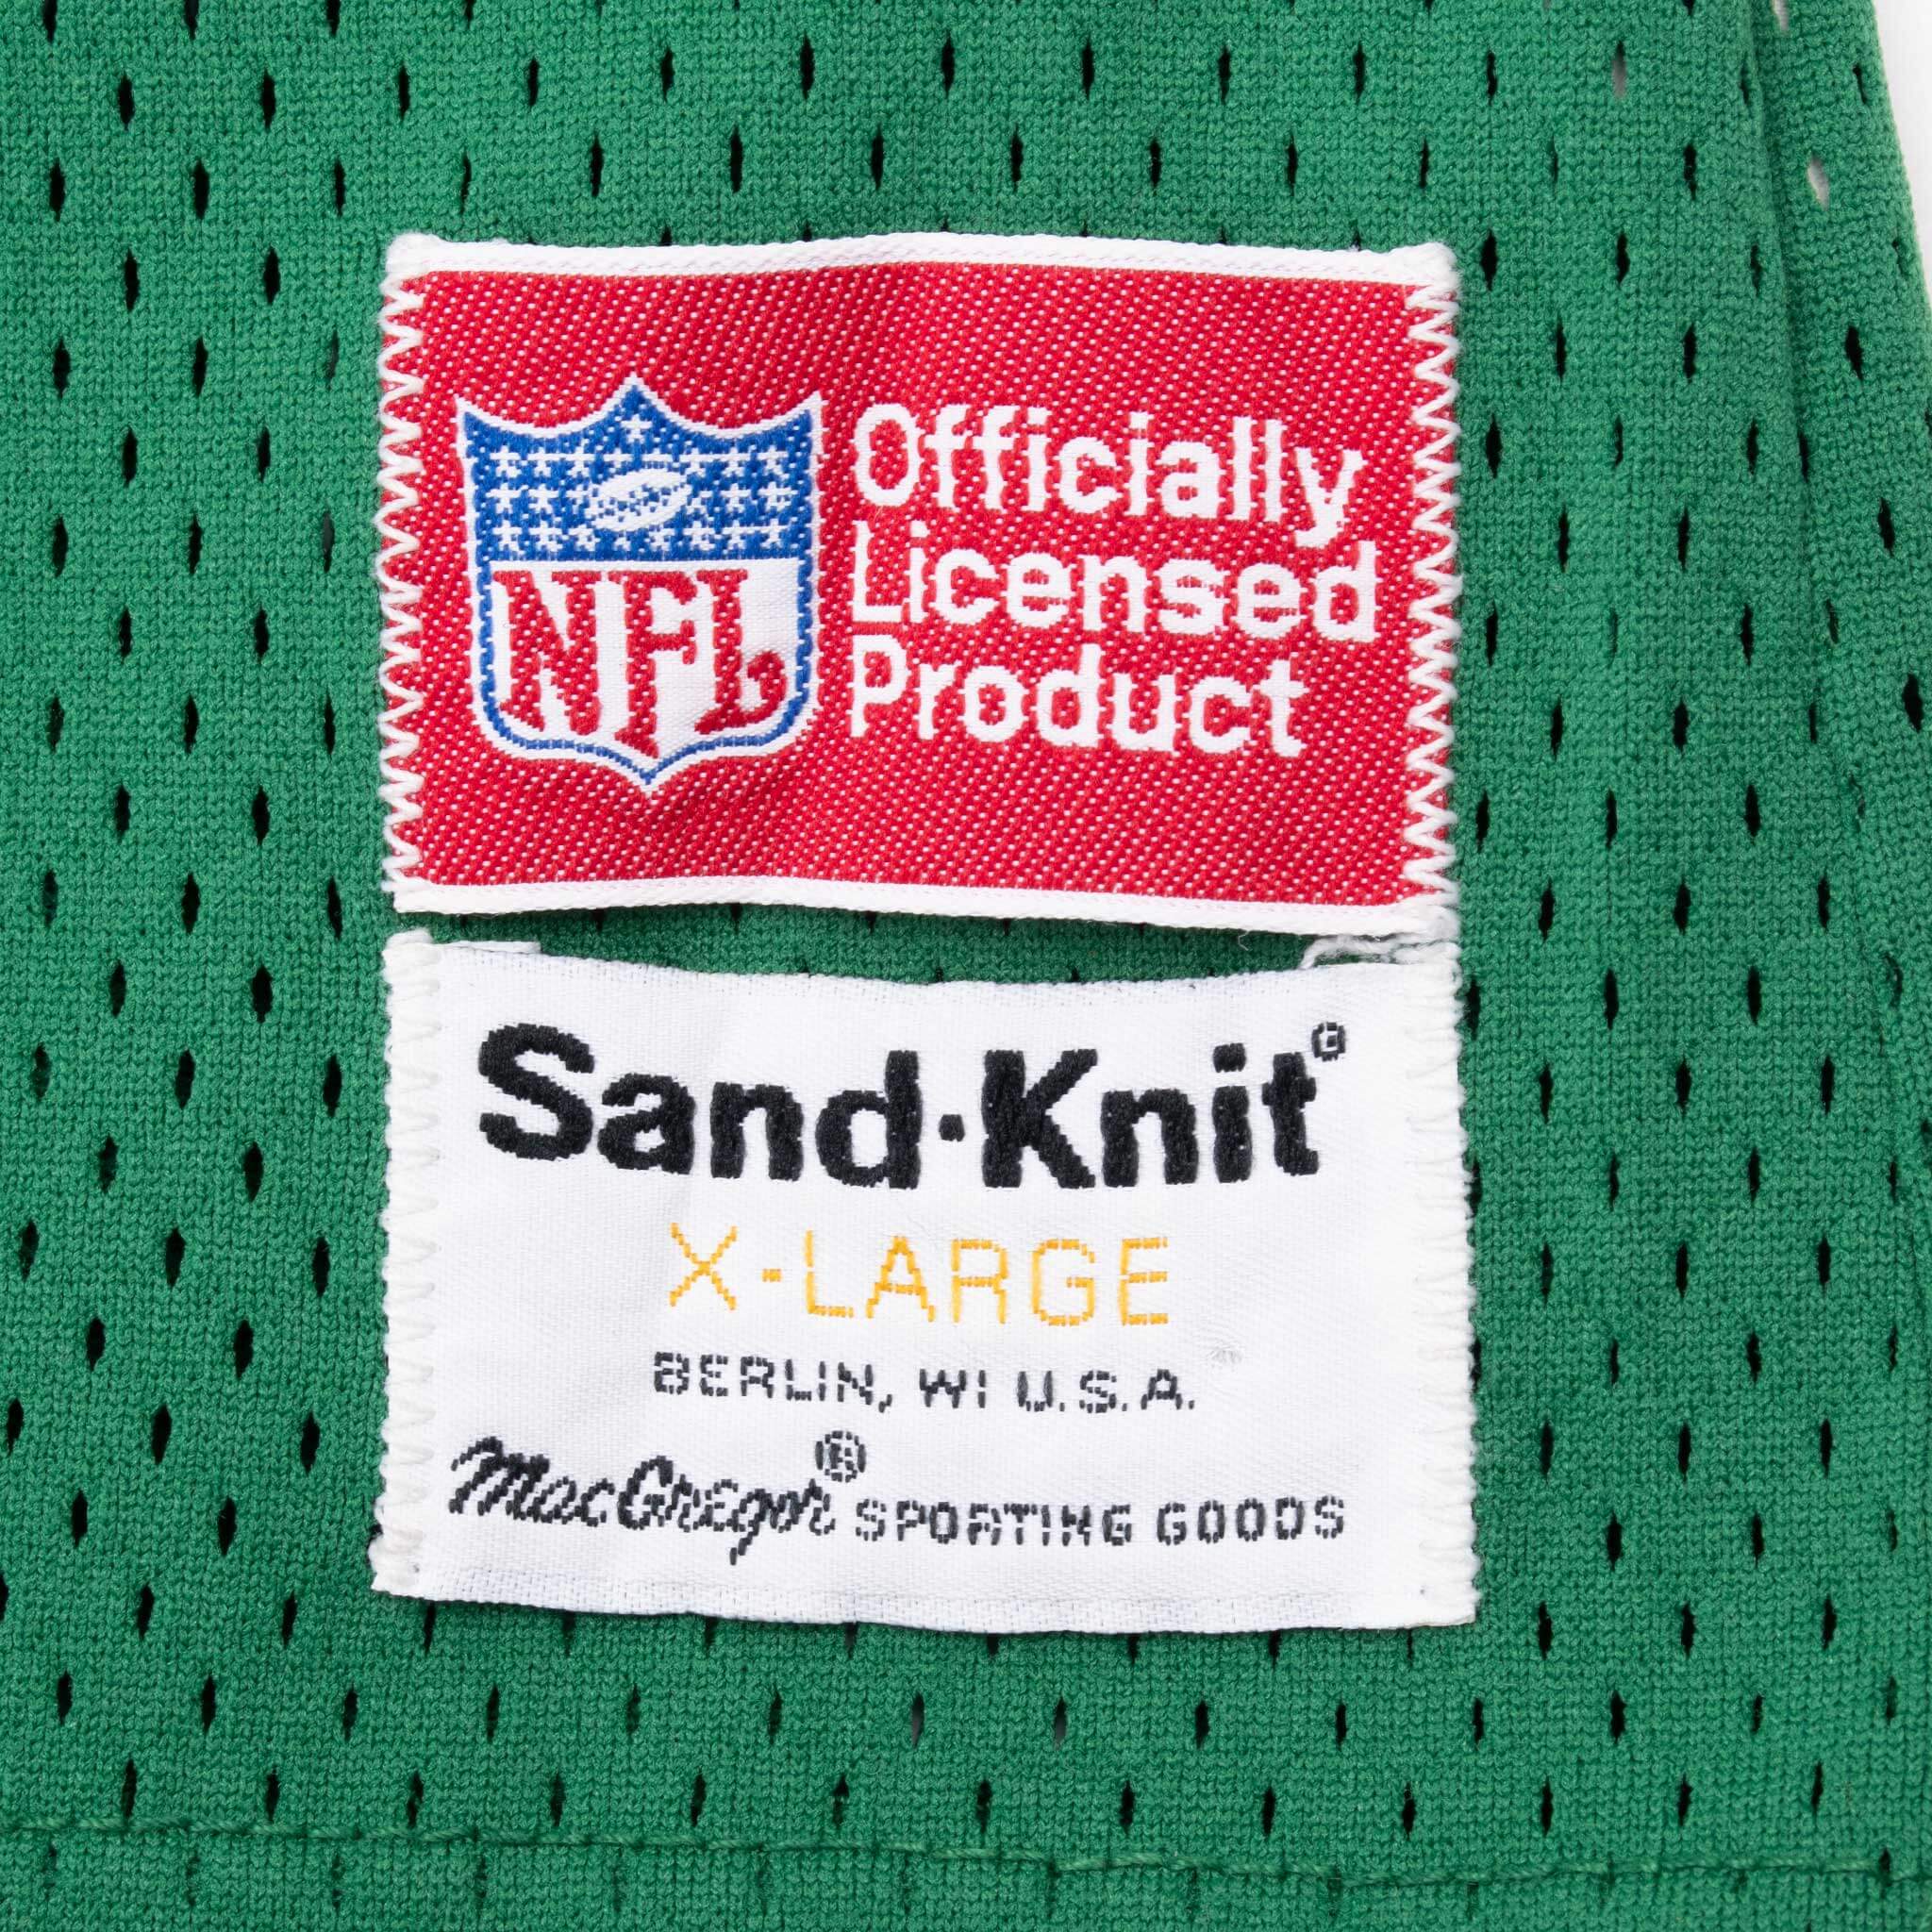 NFL
Officially
Licensed
Product
Sand·Knit®
X-LARGE
BERLIN, WI U.S.A.
MacGregor® SPORTING GOODS